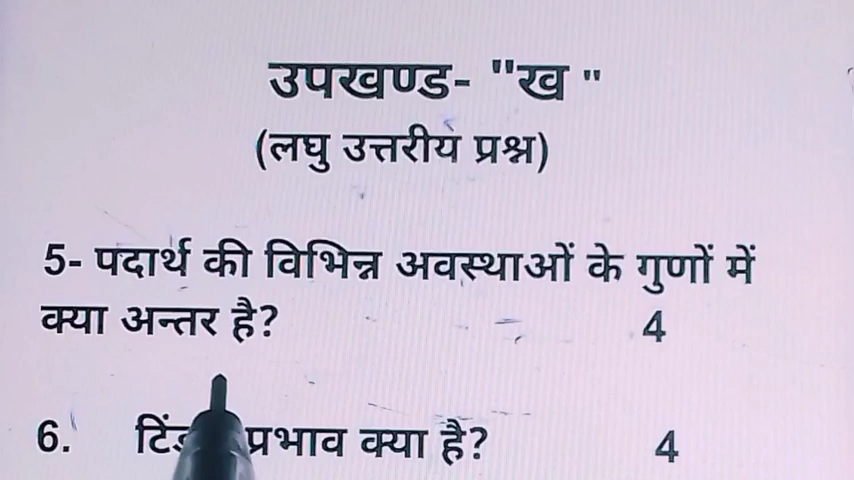 उपखण्ड- "ख "
(लघु उत्तरीय प्रश्न)
5- पदार्थ की विभिन्न अवस्थाओं के गुणों में
क्या अन्तर है? 4
6. प्रभाव क्या है? 4